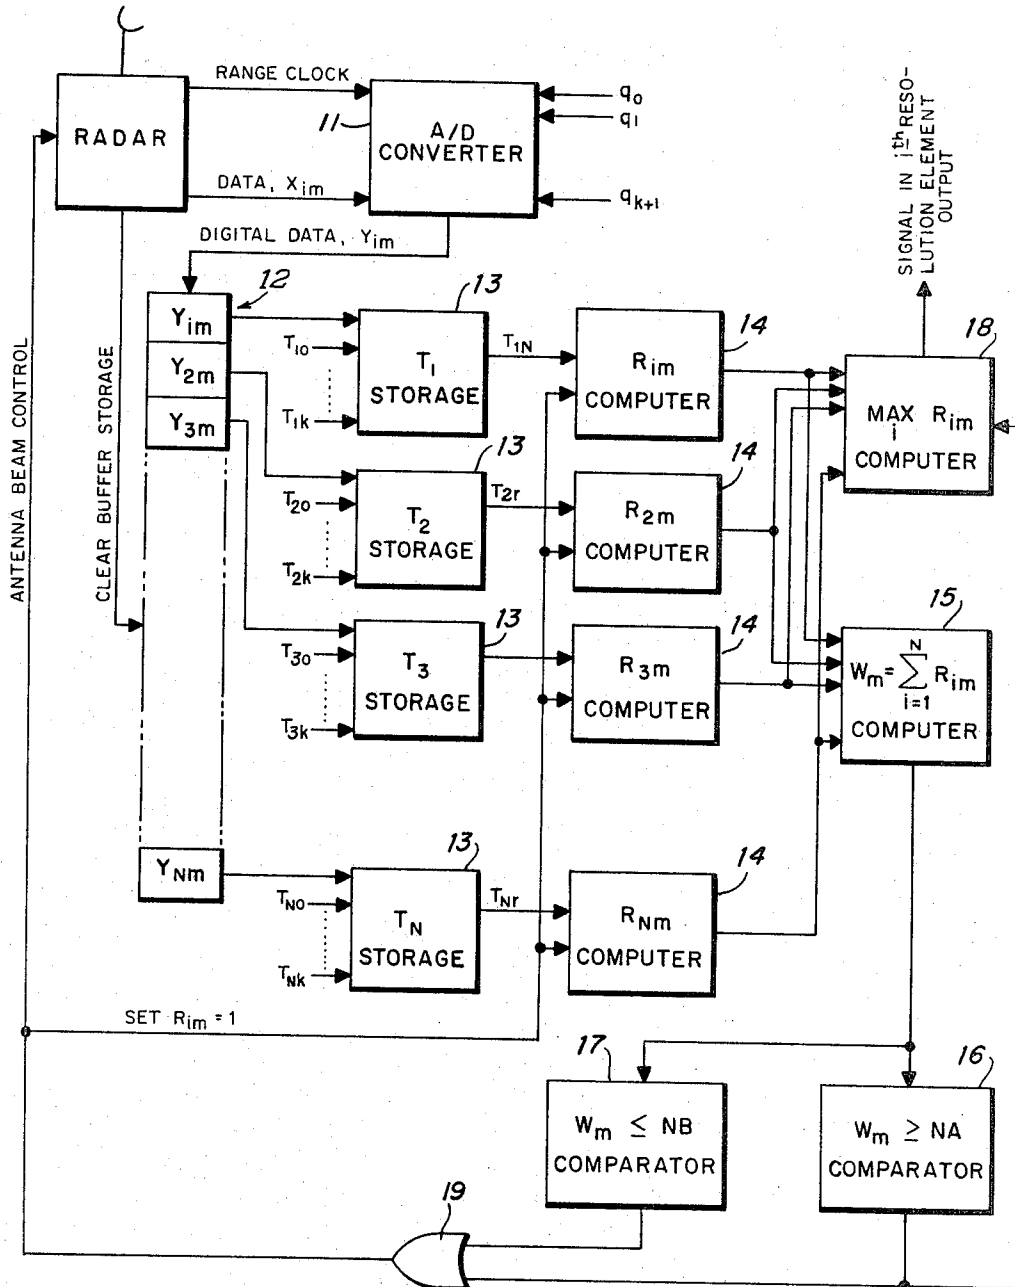 RANGE CLOCK
RADAR
11
A/D
CONVERTER
q0
q1
qk+1
DATA, Xim
DIGITAL DATA, Yim
SIGNAL IN ith RESO-
LUTION ELEMENT
OUTPUT
ANTENNA BEAM CONTROL
CLEAR BUFFER STORAGE
12
Yim
Y2m
Y3m
YNm
13
T10
T1k
T1
STORAGE
T1N
14
Rim
COMPUTER
18
MAX Rim
i
COMPUTER
13
T20
T2k
T2
STORAGE
T2r
14
R2m
COMPUTER
13
T30
T3k
T3
STORAGE
14
R3m
COMPUTER
15
Wm = N∑i=1 Rim
COMPUTER
13
TN0
TNk
TN
STORAGE
TNr
14
RNm
COMPUTER
SET Rim = 1
17
Wm ≤ NB
COMPARATOR
16
Wm ≥ NA
COMPARATOR
19